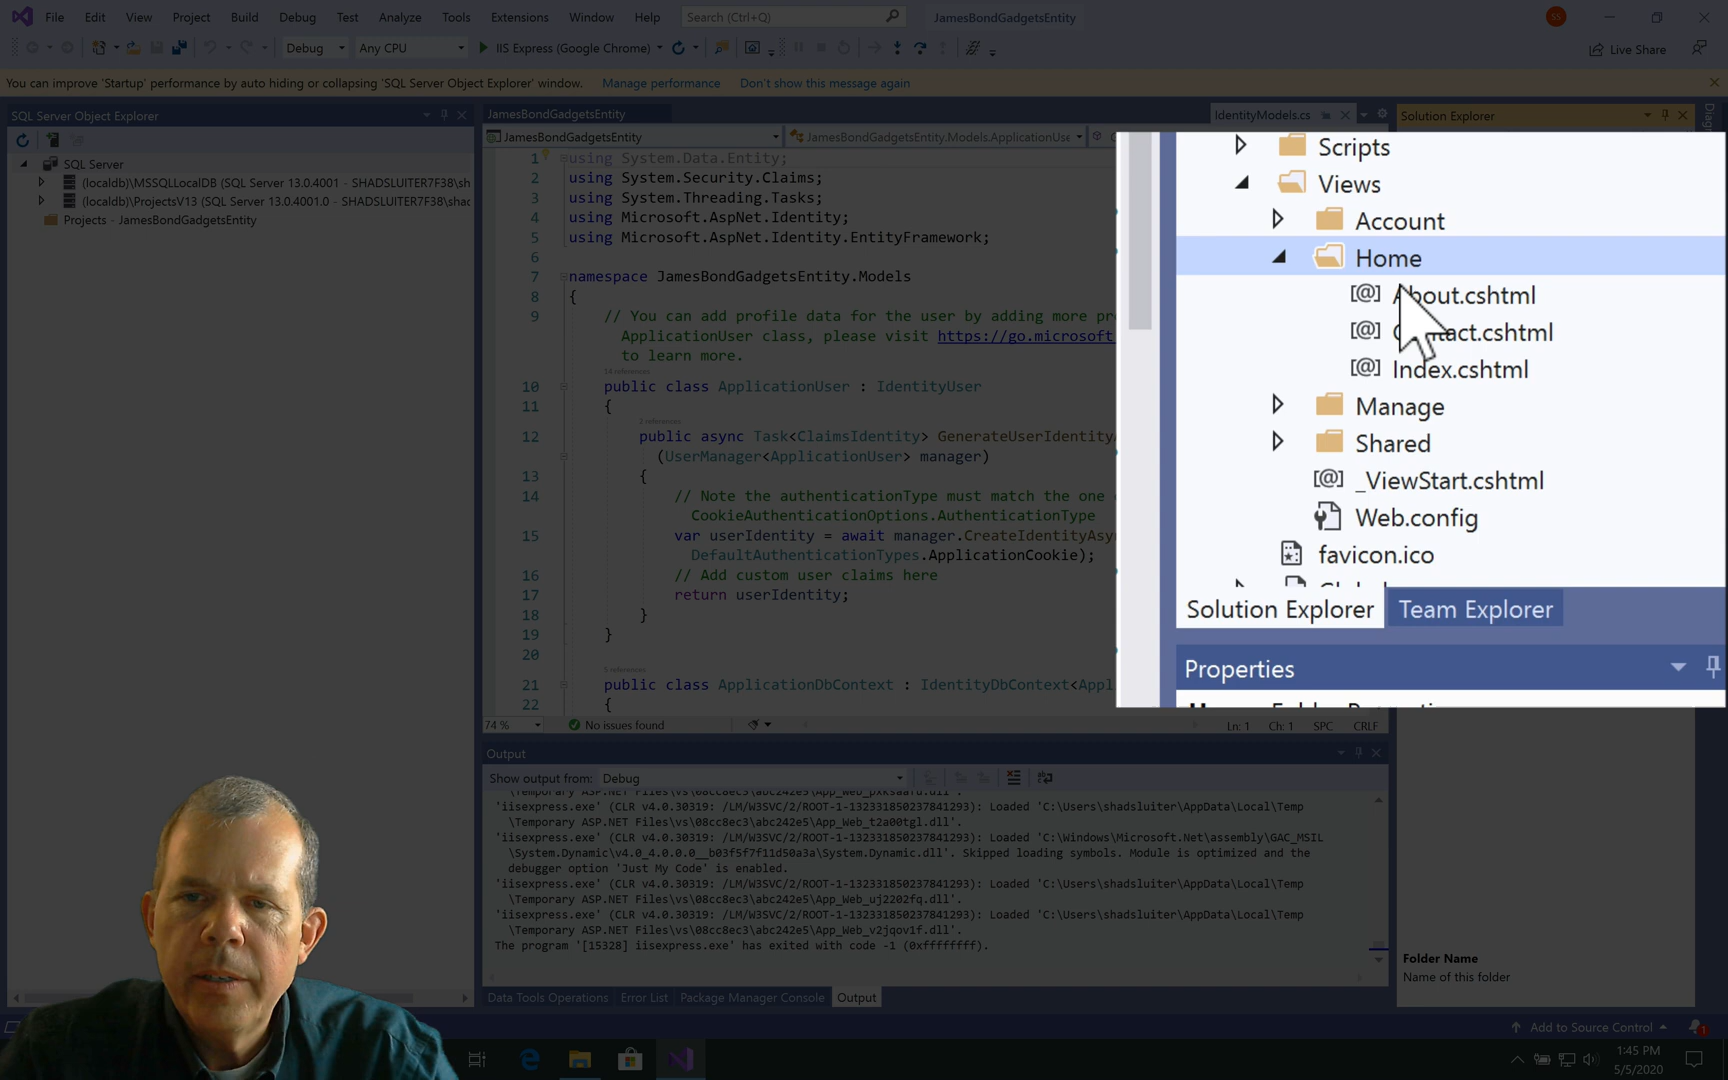 File Edit View Project Build Debug Test Analyze Tools Extensions Window Help Search (Ctrl+Q) JamesBondGadgetsEntity SS
Debug Any CPU IIS Express (Google Chrome) Live Share
You can improve 'Startup' performance by auto hiding or collapsing 'SQL Server Object Explorer' window. Manage performance Don't show this message again
SQL Server Object Explorer
SQL Server
(localdb)\MSSQLLocalDB (SQL Server 13.0.4001 - SHADSLUITER7F38\sh
(localdb)\ProjectsV13 (SQL Server 13.0.4001.0 - SHADSLUITER7F38\shac
Projects - JamesBondGadgetsEntity
JamesBondGadgetsEntity IdentityModels.cs
JamesBondGadgetsEntity JamesBondGadgetsEntity.Models.ApplicationUse
1 using System.Data.Entity;
2 using System.Security.Claims;
3 using System.Threading.Tasks;
4 using Microsoft.AspNet.Identity;
5 using Microsoft.AspNet.Identity.EntityFramework;
6
7 namespace JamesBondGadgetsEntity.Models
8 {
9 // You can add profile data for the user by adding more pr
ApplicationUser class, please visit https://go.microsoft
to learn more.
14 references
10 public class ApplicationUser : IdentityUser
11 {
2 references
12 public async Task<ClaimsIdentity> GenerateUserIdentityA
(UserManager<ApplicationUser> manager)
13 {
14 // Note the authenticationType must match the one
CookieAuthenticationOptions.AuthenticationType
15 var userIdentity = await manager.CreateIdentityAsy
DefaultAuthenticationTypes.ApplicationCookie);
16 // Add custom user claims here
17 return userIdentity;
18 }
19 }
20
5 references
21 public class ApplicationDbContext : IdentityDbContext<Appl
22 {
74 % No issues found Ln: 1 Ch: 1 SPC CRLF
Solution Explorer
Diag
Scripts
Views
Account
Home
About.cshtml
Index.cshtml
Manage
Shared
_ViewStart.cshtml
Web.config
favicon.ico
Solution Explorer Team Explorer
Properties
Output
Show output from: Debug
'iisexpress.exe' (CLR v4.0.30319: /LM/W3SVC/2/ROOT-1-132331850237841293): Loaded 'C:\Users\shadsluiter\AppData\Local\Temp
\Temporary ASP.NET Files\vs\08cc8ec3\abc242e5\App_Web_t2a00tgl.dll'.
'iisexpress.exe' (CLR v4.0.30319: /LM/W3SVC/2/ROOT-1-132331850237841293): Loaded 'C:\Windows\Microsoft.Net\assembly\GAC_MSIL
\System.Dynamic\v4.0_4.0.0.0__b03f5f7f11d50a3a\System.Dynamic.dll'. Skipped loading symbols. Module is optimized and the
debugger option 'Just My Code' is enabled.
'iisexpress.exe' (CLR v4.0.30319: /LM/W3SVC/2/ROOT-1-132331850237841293): Loaded 'C:\Users\shadsluiter\AppData\Local\Temp
\Temporary ASP.NET Files\vs\08cc8ec3\abc242e5\App_Web_uj2202fq.dll'.
'iisexpress.exe' (CLR v4.0.30319: /LM/W3SVC/2/ROOT-1-132331850237841293): Loaded 'C:\Users\shadsluiter\AppData\Local\Temp
\Temporary ASP.NET Files\vs\08cc8ec3\abc242e5\App_Web_v2jqov1f.dll'.
The program '[15328] iisexpress.exe' has exited with code -1 (0xffffffff).
Data Tools Operations Error List Package Manager Console Output
Folder Name
Name of this folder
Add to Source Control 1
1:45 PM
5/5/2020